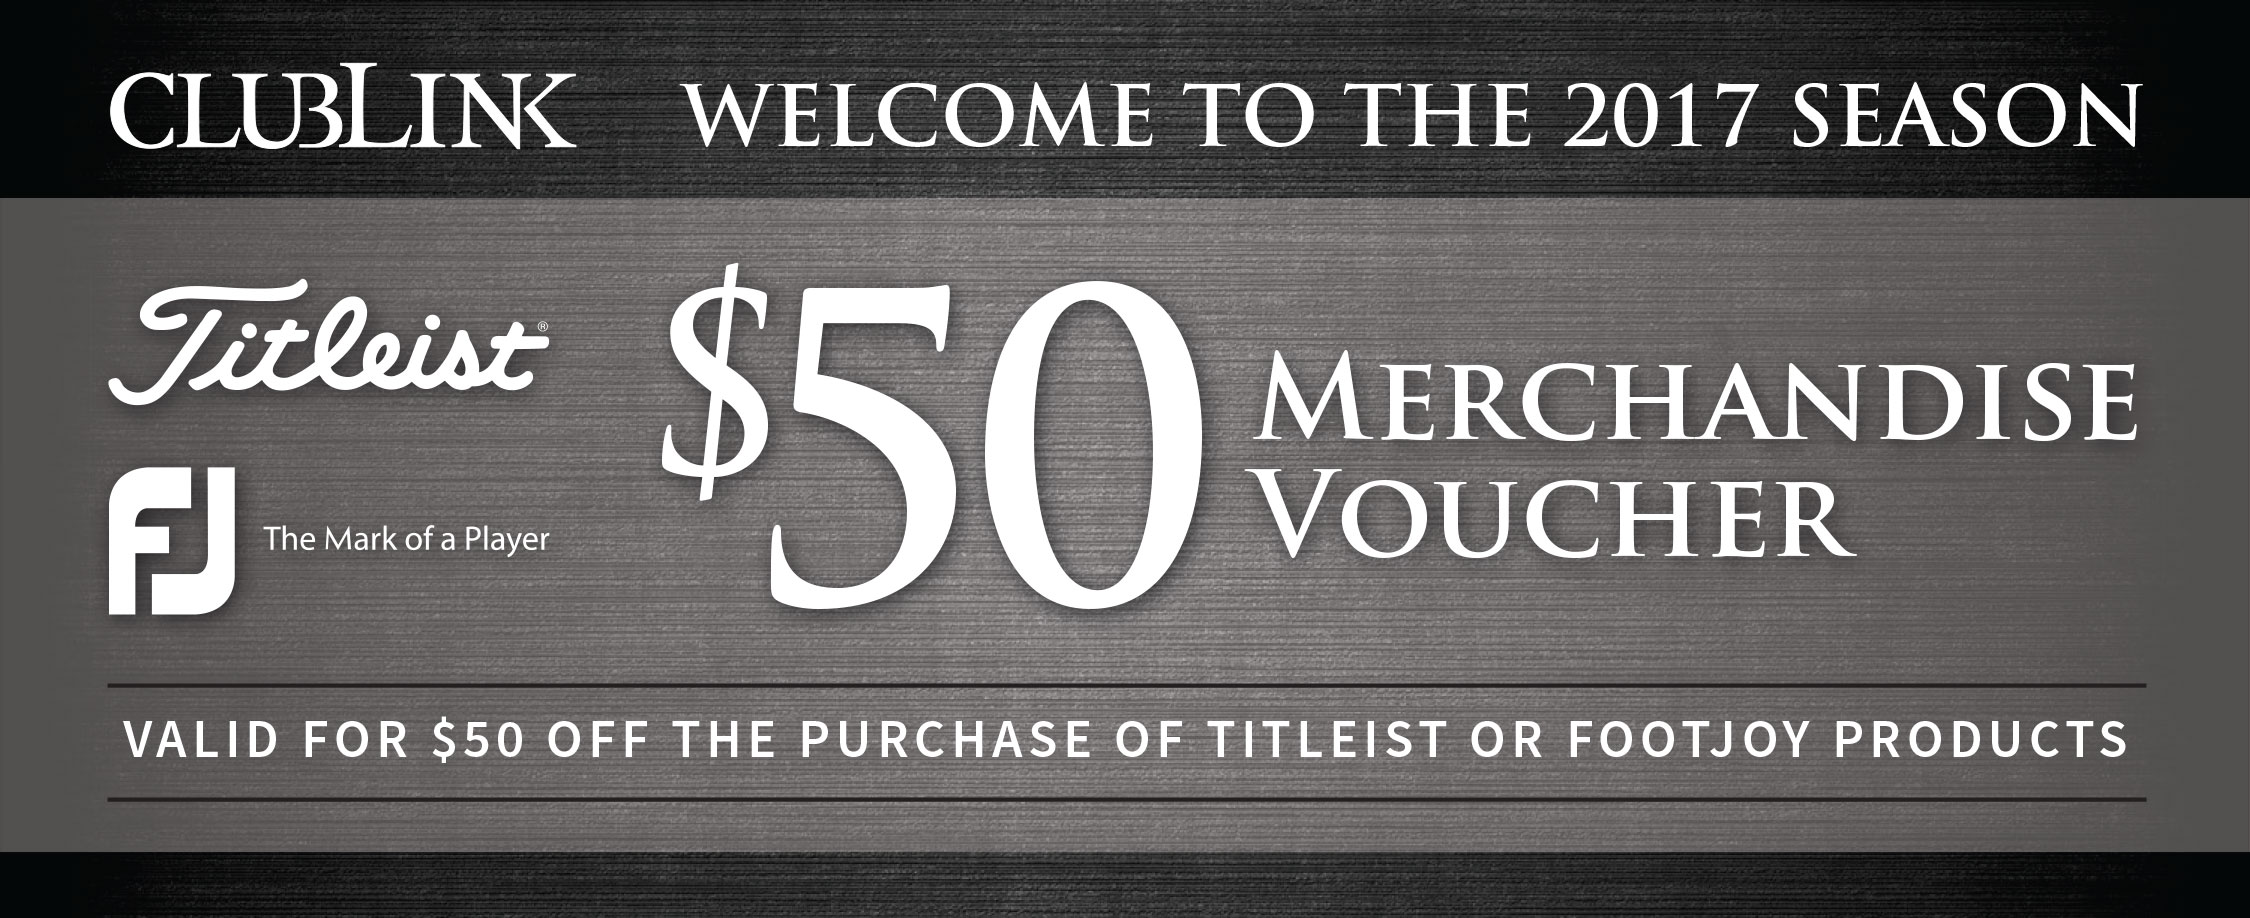 CLUBLINK WELCOME TO THE 2017 SEASON
Titleist®
$50 MERCHANDISE
VOUCHER
FJ The Mark of a Player
VALID FOR $50 OFF THE PURCHASE OF TITLEIST OR FOOTJOY PRODUCTS